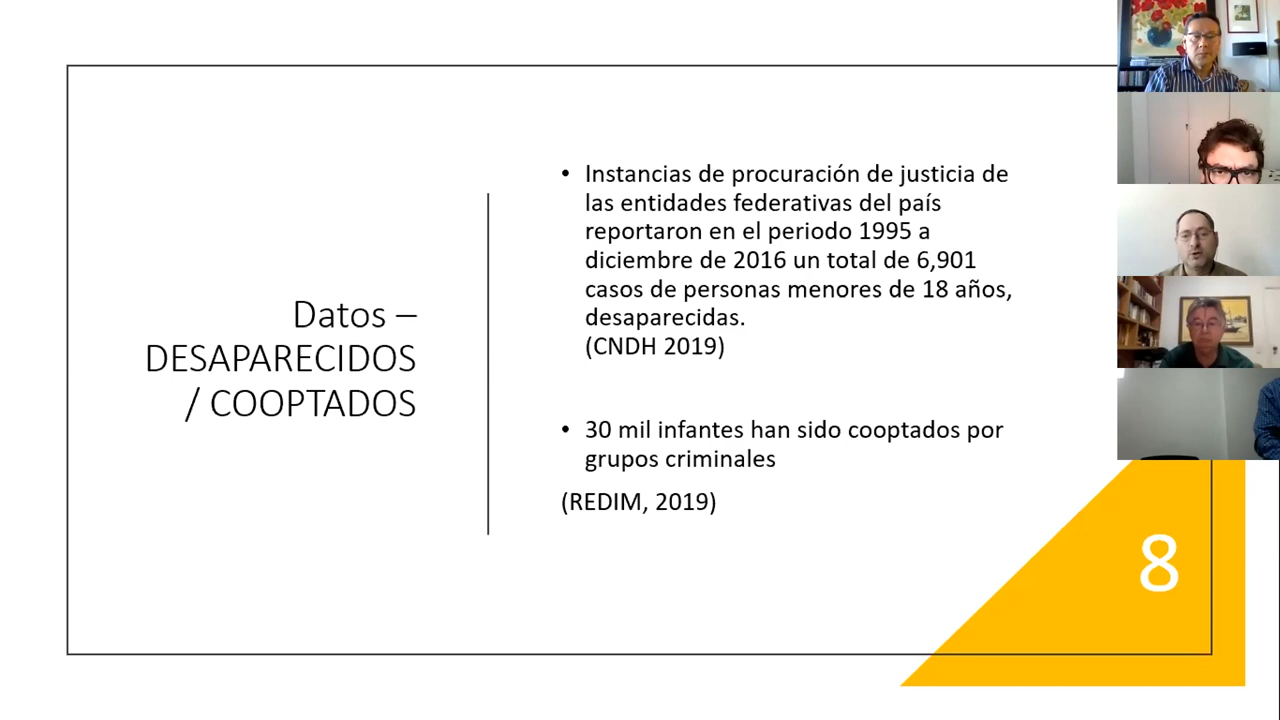 Datos –
DESAPARECIDOS
/ COOPTADOS
• Instancias de procuración de justicia de
las entidades federativas del país
reportaron en el periodo 1995 a
diciembre de 2016 un total de 6,901
casos de personas menores de 18 años,
desaparecidas.
(CNDH 2019)
• 30 mil infantes han sido cooptados por
grupos criminales
(REDIM, 2019)
8